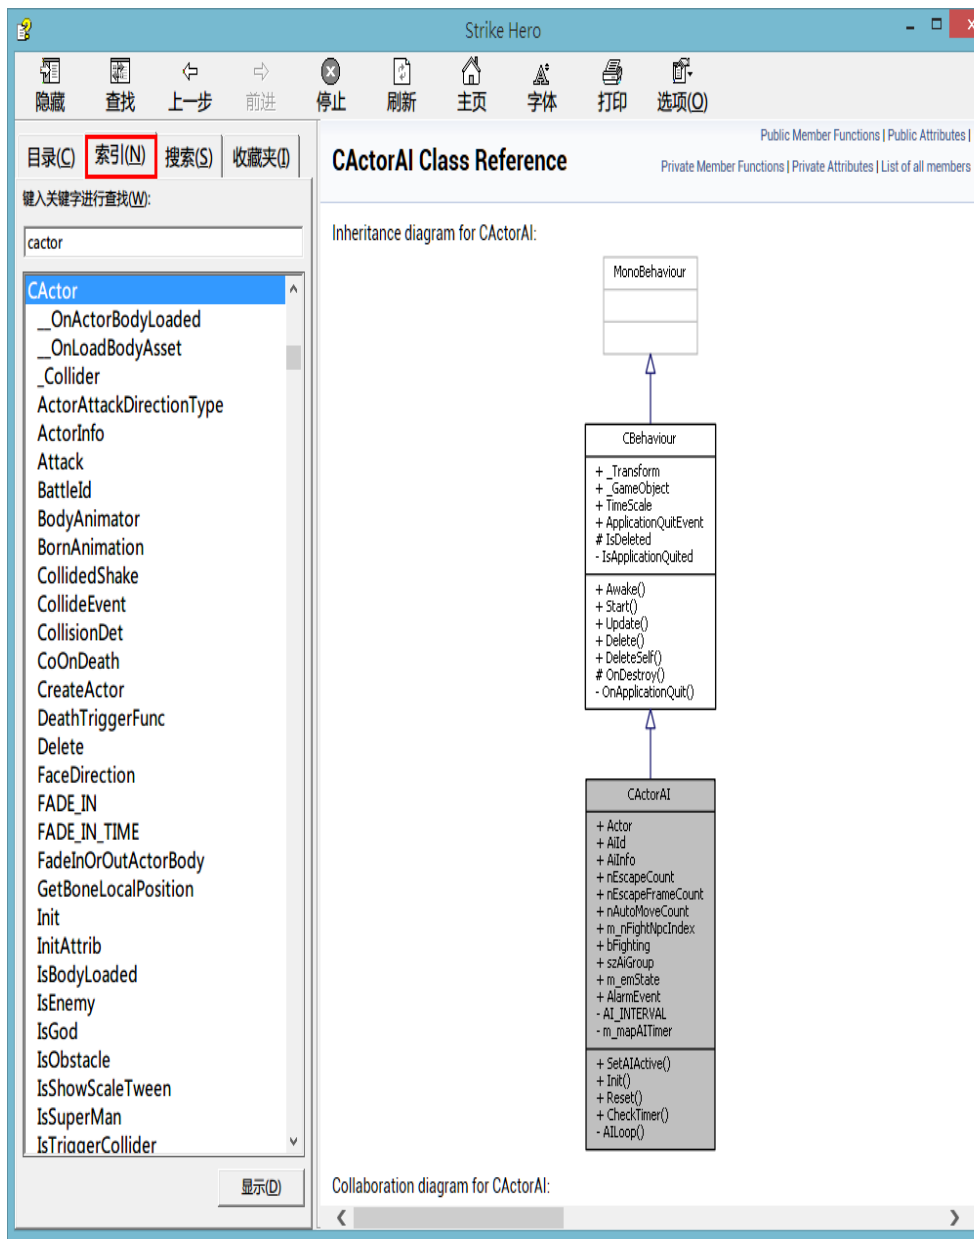 Strike Hero
隐藏 查找 上一步 前进 停止 刷新 主页 字体 打印 选项(O)
目录(C) 索引(N) 搜索(S) 收藏夹(I)
键入关键字进行查找(W):
cactor
CActor
__OnActorBodyLoaded
__OnLoadBodyAsset
_Collider
ActorAttackDirectionType
ActorInfo
Attack
BattleId
BodyAnimator
BornAnimation
CollidedShake
CollideEvent
CollisionDet
CoOnDeath
CreateActor
DeathTriggerFunc
Delete
FaceDirection
FADE_IN
FADE_IN_TIME
FadeInOrOutActorBody
GetBoneLocalPosition
Init
InitAttrib
IsBodyLoaded
IsEnemy
IsGod
IsObstacle
IsShowScaleTween
IsSuperMan
IsTriggerCollider
显示(D)
Public Member Functions | Public Attributes |
CActorAI Class Reference
Private Member Functions | Private Attributes | List of all members
Inheritance diagram for CActorAI:
MonoBehaviour
CBehaviour
+ _Transform
+ _GameObject
+ TimeScale
+ ApplicationQuitEvent
# IsDeleted
- IsApplicationQuited
+ Awake()
+ Start()
+ Update()
+ Delete()
+ DeleteSelf()
# OnDestroy()
- OnApplicationQuit()
CActorAI
+ Actor
+ AiId
+ AiInfo
+ nEscapeCount
+ nEscapeFrameCount
+ nAutoMoveCount
+ m_nFightNpcIndex
+ bFighting
+ szAiGroup
+ m_emState
+ AlarmEvent
- AI_INTERVAL
- m_mapAITimer
+ SetAIActive()
+ Init()
+ Reset()
+ CheckTimer()
- AILoop()
Collaboration diagram for CActorAI: